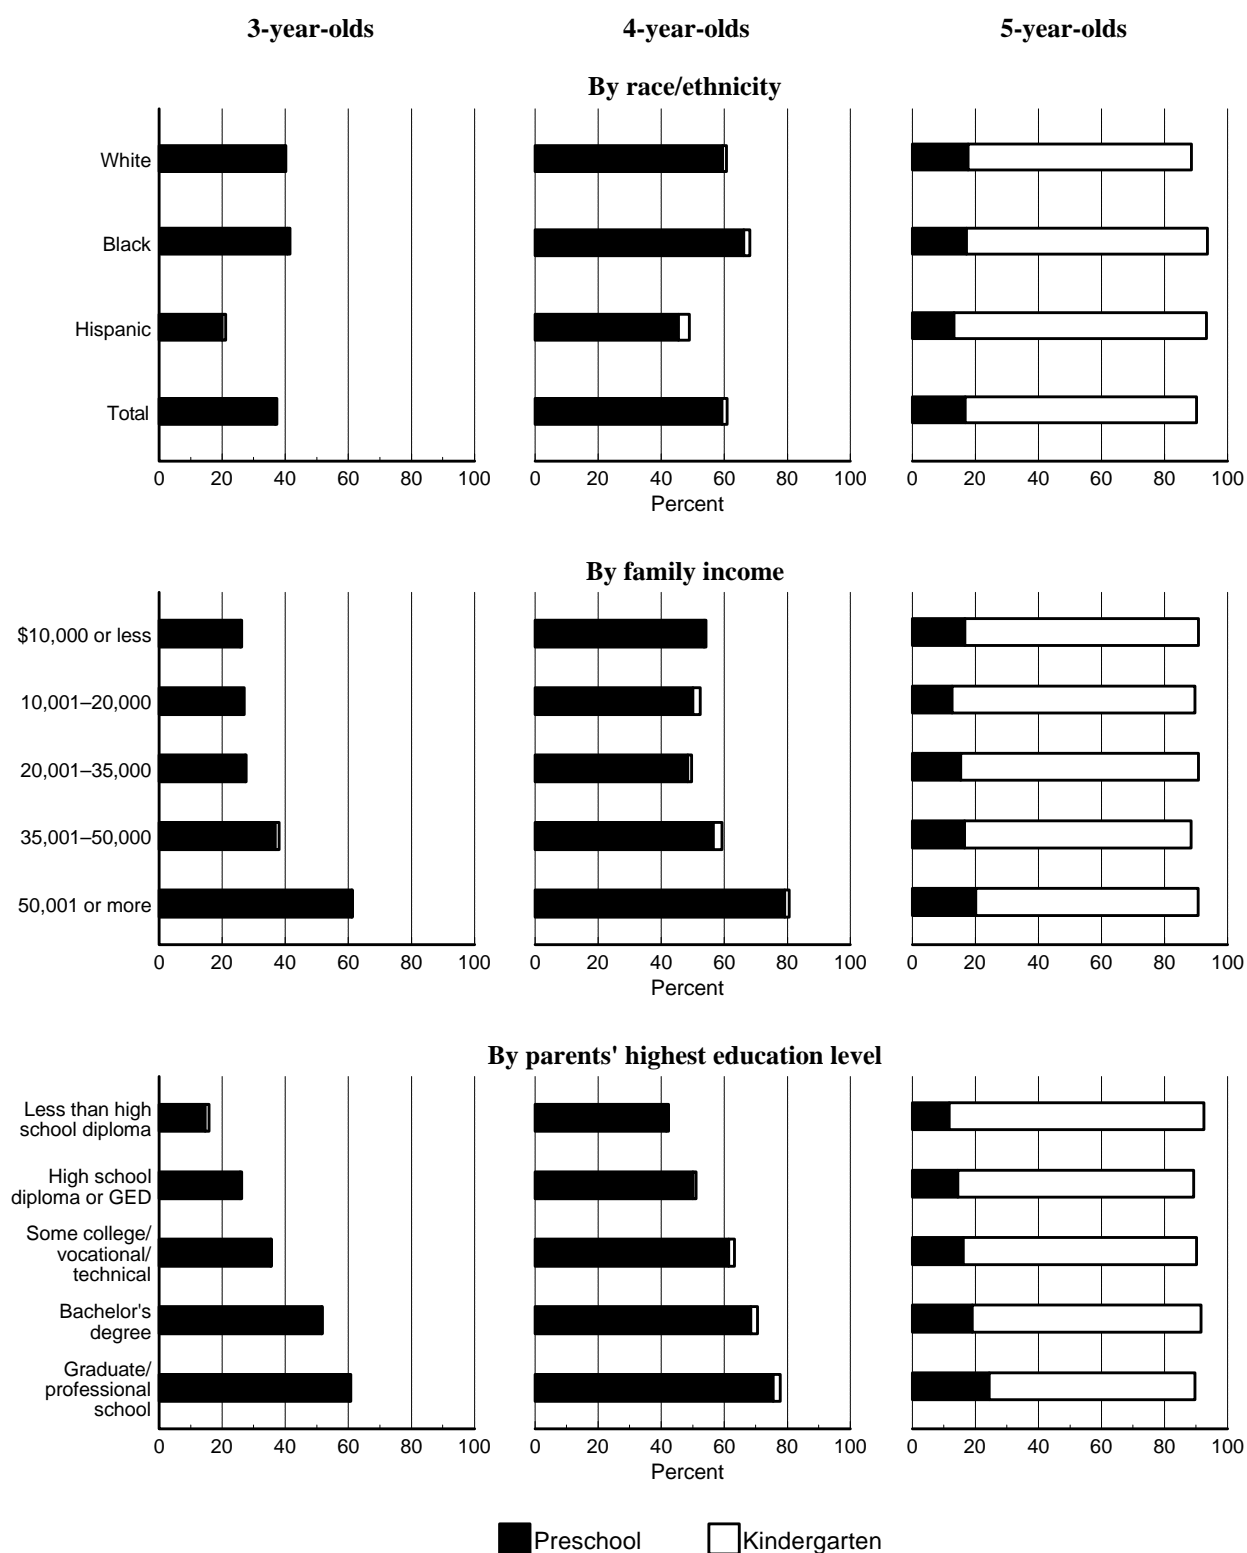 3-year-olds 4-year-olds 5-year-olds
By race/ethnicity
White
Black
Hispanic
Total
0 20 40 60 80 100 0 20 40 60 80 100 0 20 40 60 80 100
Percent
By family income
$10,000 or less
10,001–20,000
20,001–35,000
35,001–50,000
50,001 or more
0 20 40 60 80 100 0 20 40 60 80 100 0 20 40 60 80 100
Percent
By parents' highest education level
Less than high
school diploma
High school
diploma or GED
Some college/
vocational/
technical
Bachelor's
degree
Graduate/
professional
school
0 20 40 60 80 100 0 20 40 60 80 100 0 20 40 60 80 100
Percent
Preschool Kindergarten